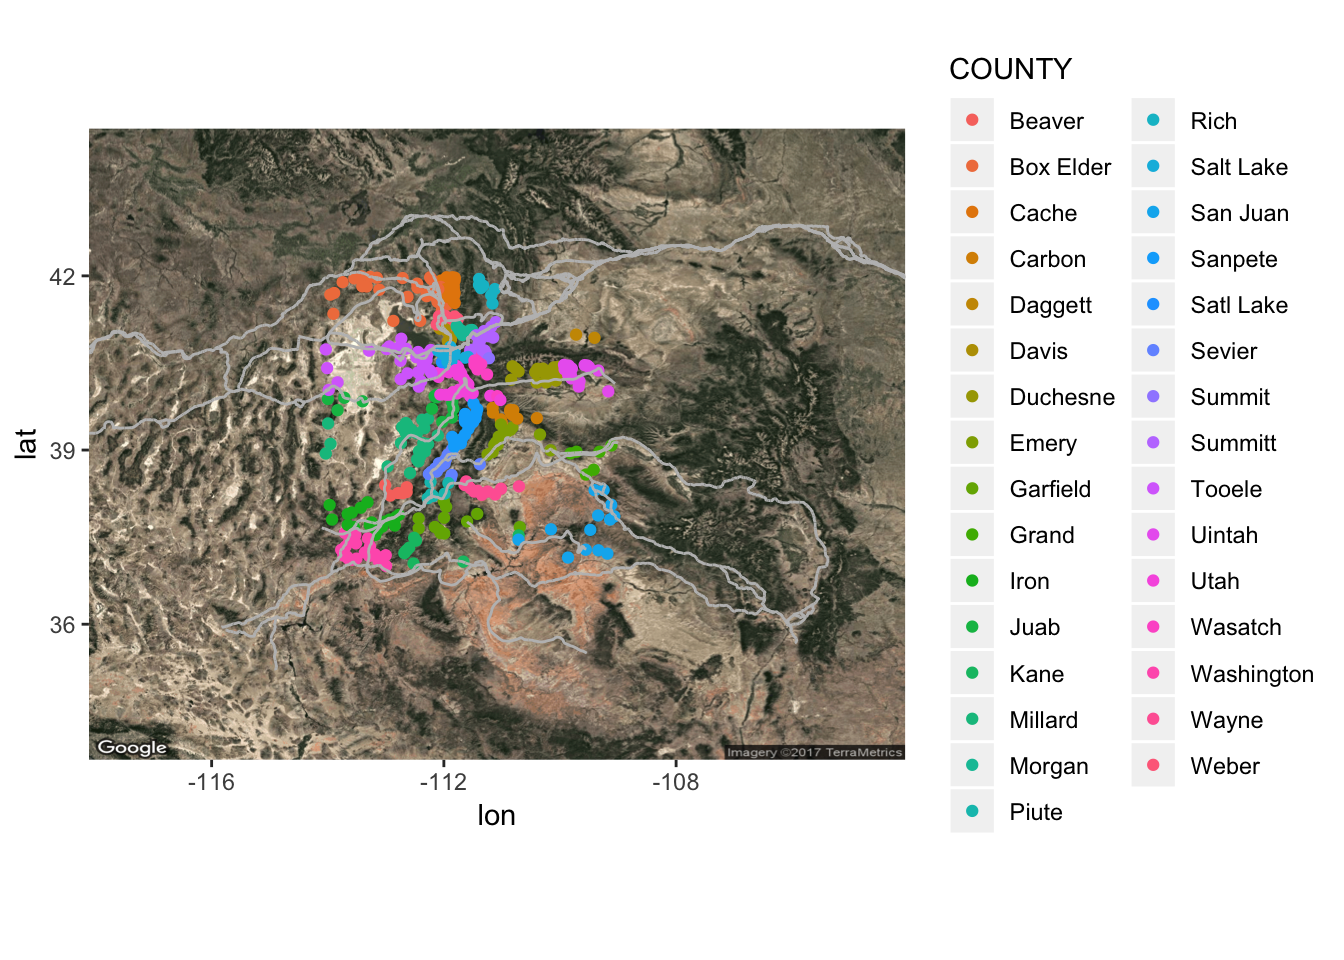 COUNTY
Beaver
Box Elder
Cache
Carbon
Daggett
Davis
Duchesne
Emery
Garfield
Grand
Iron
Juab
Kane
Millard
Morgan
Piute
Rich
Salt Lake
San Juan
Sanpete
Satl Lake
Sevier
Summit
Summitt
Tooele
Uintah
Utah
Wasatch
Washington
Wayne
Weber
lat
42
39
36
Google
Imagery ©2017 TerraMetrics
-116
-112
-108
lon